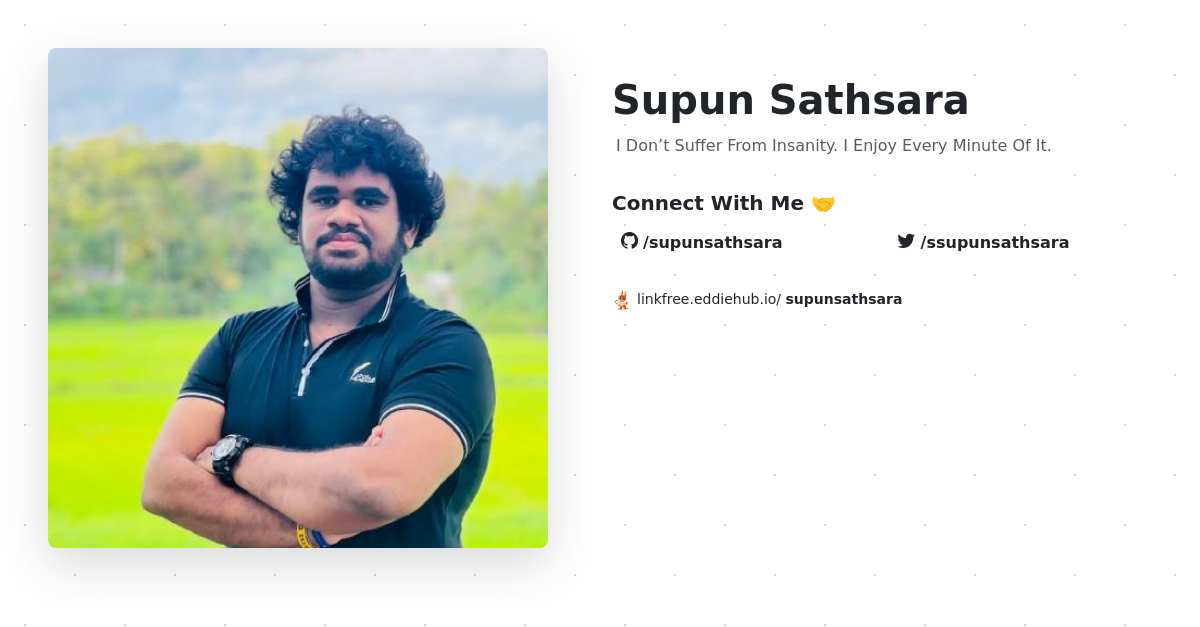 Supun Sathsara
I Don’t Suffer From Insanity. I Enjoy Every Minute Of It.
Connect With Me 🤝
/supunsathsara
/ssupunsathsara
linkfree.eddiehub.io/ supunsathsara